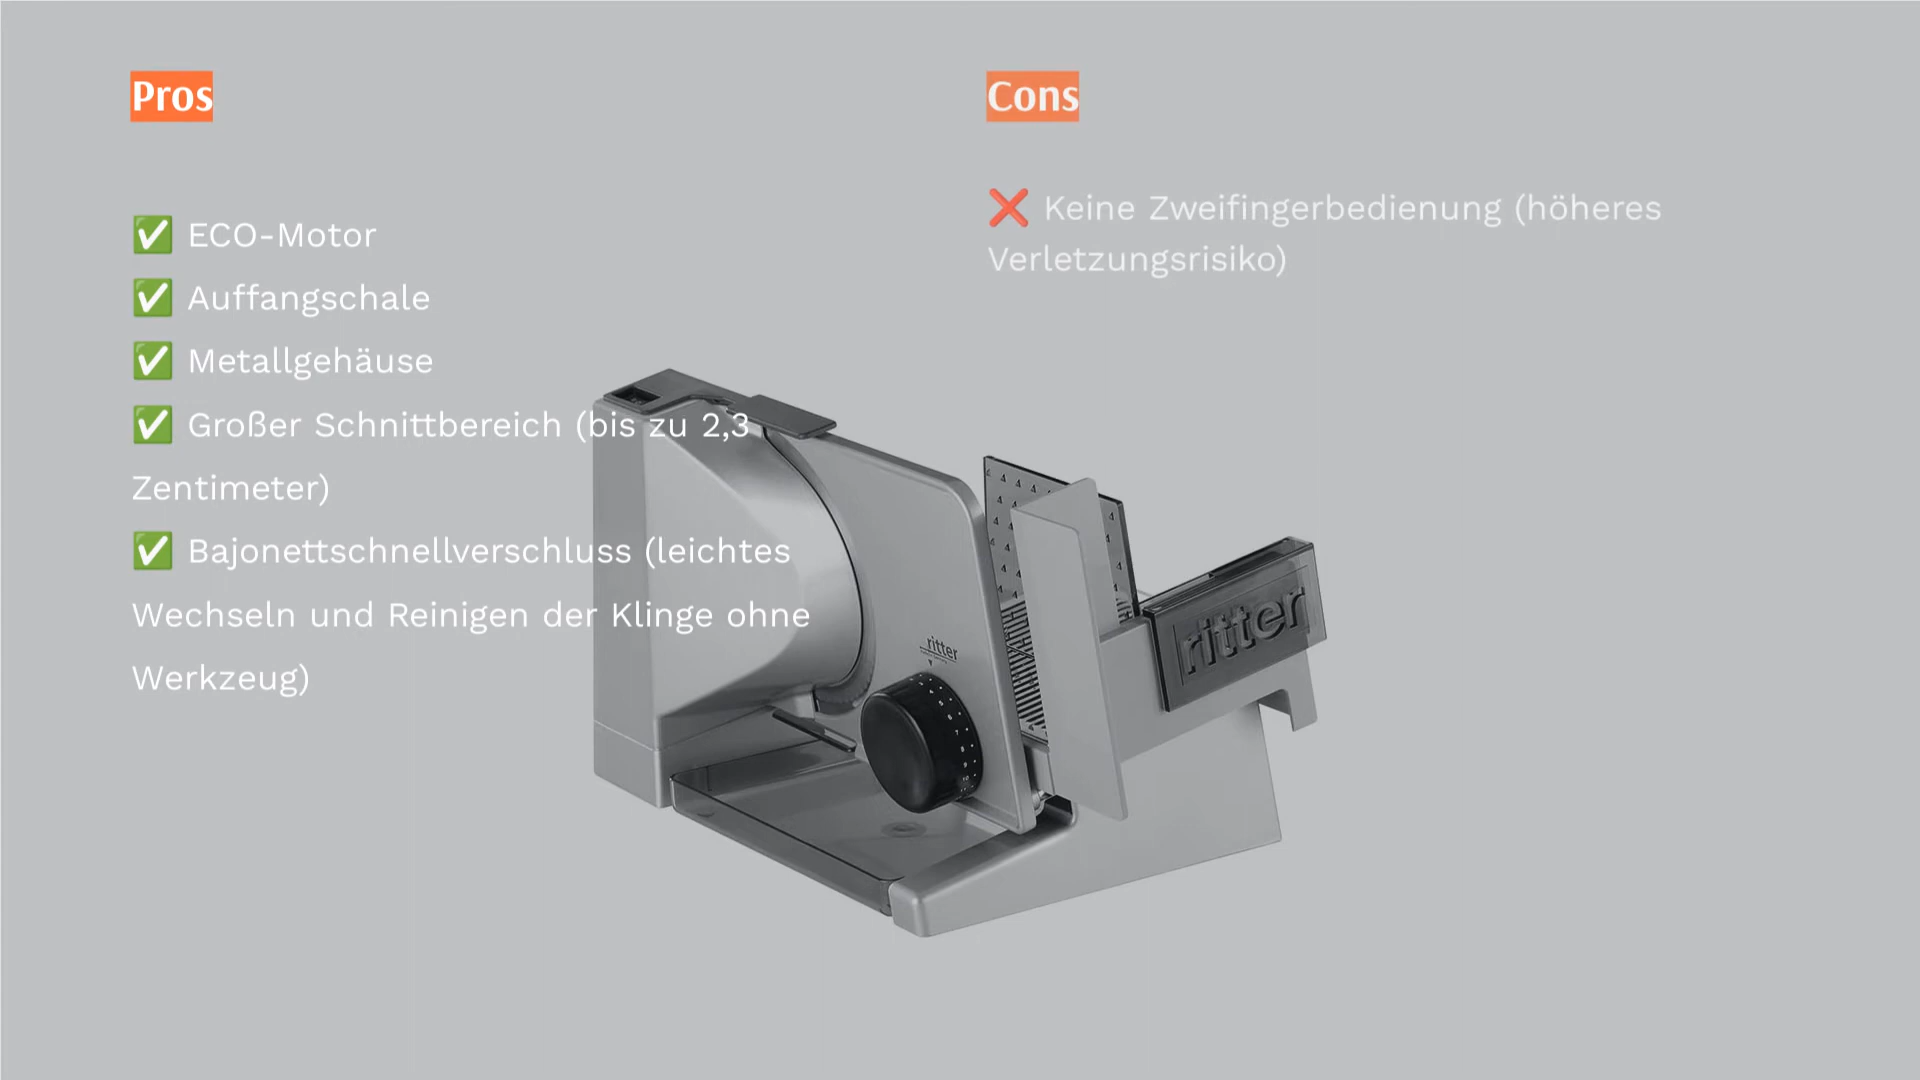 Pros
✅ ECO-Motor
✅ Auffangschale
✅ Metallgehäuse
✅ Großer Schnittbereich (bis zu 2,3
Zentimeter)
✅ Bajonettschnellverschluss (leichtes
Wechseln und Reinigen der Klinge ohne
Werkzeug)
Cons
❌ Keine Zweifingerbedienung (höheres
Verletzungsrisiko)
ritter
ritter